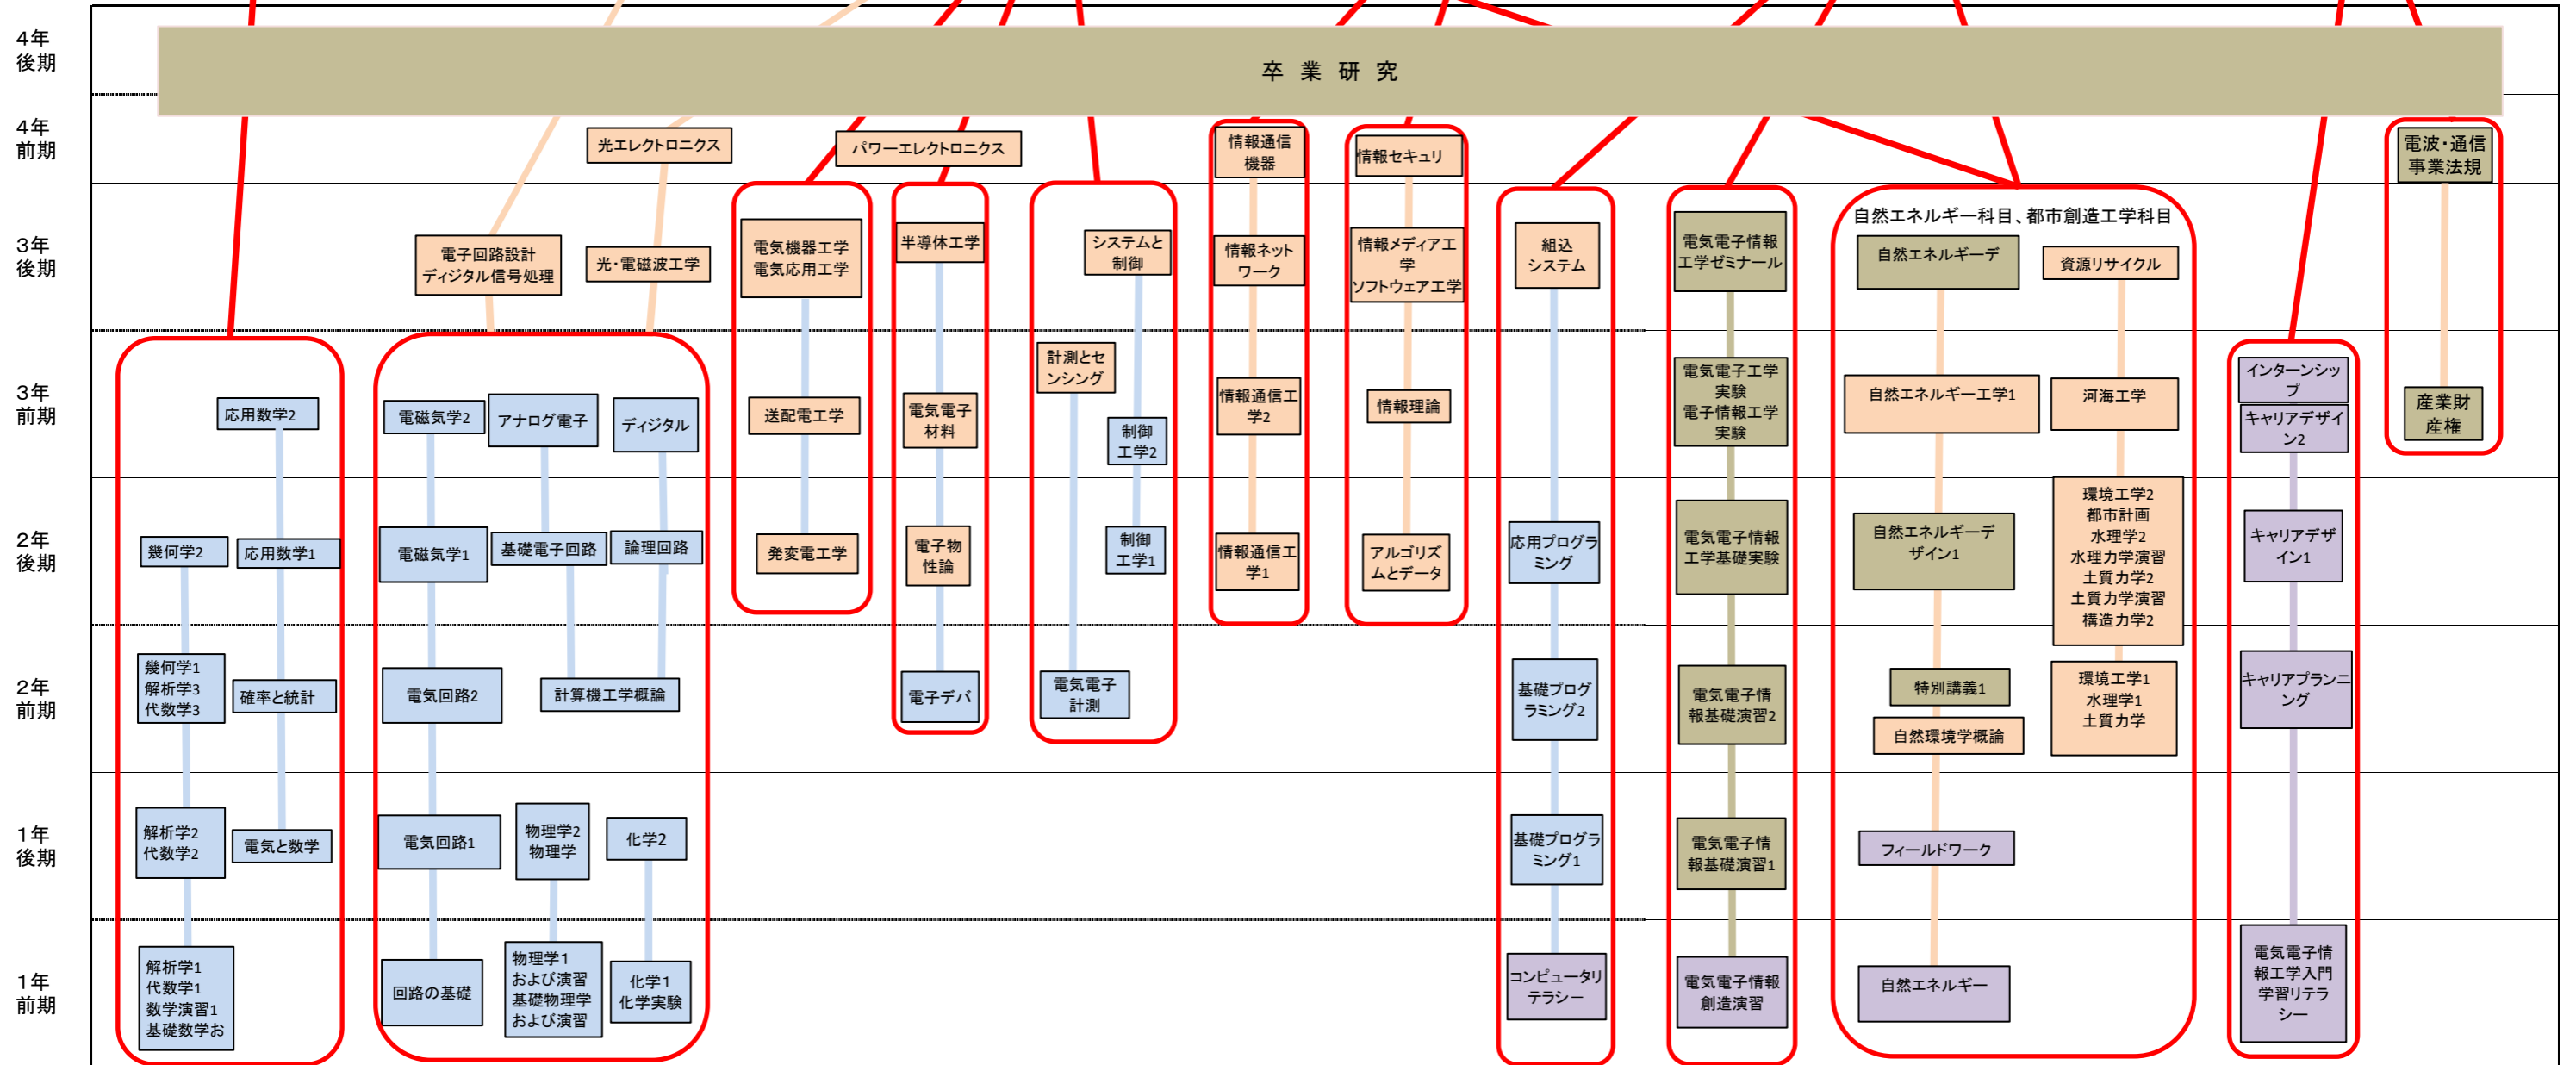 4年
後期
卒 業 研 究
4年
前期
光エレクトロニクス
パワーエレクトロニクス
情報通信
機器
情報セキュリ
電波・通信
事業法規
3年
後期
電子回路設計
ディジタル信号処理
光・電磁波工学
電気機器工学
電気応用工学
半導体工学
システムと
制御
情報ネット
ワーク
情報メディア工
学
ソフトウェア工学
組込
システム
電気電子情報
工学ゼミナール
自然エネルギー科目、都市創造工学科目
自然エネルギーデ
資源リサイクル
3年
前期
応用数学2
電磁気学2
アナログ電子
ディジタル
送配電工学
電気電子
材料
計測とセ
ンシング
制御
工学2
情報通信工
学2
情報理論
電気電子工学
実験
電子情報工学
実験
自然エネルギー工学1
河海工学
インターンシッ
プ
キャリアデザイ
ン2
産業財
産権
2年
後期
幾何学2
応用数学1
電磁気学1
基礎電子回路
論理回路
発変電工学
電子物
性論
制御
工学1
情報通信工
学1
アルゴリズ
ムとデータ
応用プログラ
ミング
電気電子情報
工学基礎実験
自然エネルギーデ
ザイン1
環境工学2
都市計画
水理学2
水理力学演習
土質力学2
土質力学演習
構造力学2
キャリアデザ
イン1
2年
前期
幾何学1
解析学3
代数学3
確率と統計
電気回路2
計算機工学概論
電子デバ
電気電子
計測
基礎プログ
ラミング2
電気電子情
報基礎演習2
特別講義1
自然環境学概論
環境工学1
水理学1
土質力学
キャリアプランニ
ング
1年
後期
解析学2
代数学2
電気と数学
電気回路1
物理学2
物理学
化学2
基礎プログラ
ミング1
電気電子情
報基礎演習1
フィールドワーク
1年
前期
解析学1
代数学1
数学演習1
基礎数学お
回路の基礎
物理学1
および演習
基礎物理学
および演習
化学1
化学実験
コンピュータリ
テラシー
電気電子情報
創造演習
自然エネルギー
電気電子情
報工学入門
学習リテラ
シー